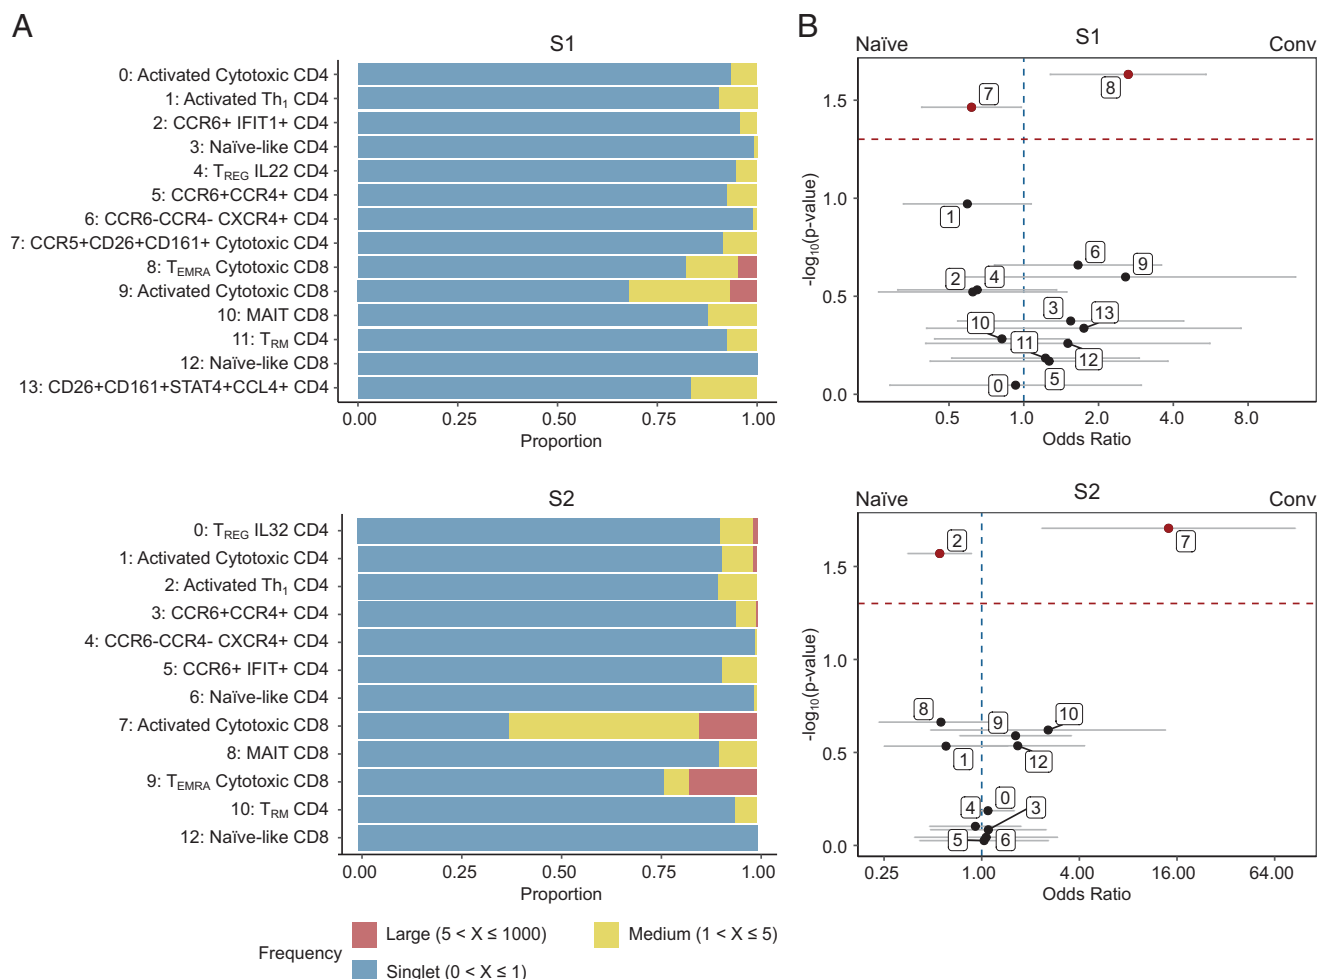 A
S1
0: Activated Cytotoxic CD4
1: Activated Th1 CD4
2: CCR6+ IFIT1+ CD4
3: Naïve-like CD4
4: TREG IL22 CD4
5: CCR6+CCR4+ CD4
6: CCR6-CCR4- CXCR4+ CD4
7: CCR5+CD26+CD161+ Cytotoxic CD4
8: TEMRA Cytotoxic CD8
9: Activated Cytotoxic CD8
10: MAIT CD8
11: TRM CD4
12: Naïve-like CD8
13: CD26+CD161+STAT4+CCL4+ CD4
0.00 0.25 0.50 0.75 1.00
Proportion
S2
0: TREG IL32 CD4
1: Activated Cytotoxic CD4
2: Activated Th1 CD4
3: CCR6+CCR4+ CD4
4: CCR6-CCR4- CXCR4+ CD4
5: CCR6+ IFIT+ CD4
6: Naïve-like CD4
7: Activated Cytotoxic CD8
8: MAIT CD8
9: TEMRA Cytotoxic CD8
10: TRM CD4
12: Naïve-like CD8
0.00 0.25 0.50 0.75 1.00
Proportion
Frequency
Large (5 < X ≤ 1000)
Medium (1 < X ≤ 5)
Singlet (0 < X ≤ 1)
B
Naïve S1 Conv
-log10(p-value)
1.5
1.0
0.5
0.0
7
8
1
6
9
2
4
3
13
10
11
12
5
0
0.5 1.0 2.0 4.0 8.0
Odds Ratio
Naïve S2 Conv
-log10(p-value)
1.5
1.0
0.5
0.0
2
7
8
9
10
1
12
4
0
3
5
6
0.25 1.00 4.00 16.00 64.00
Odds Ratio